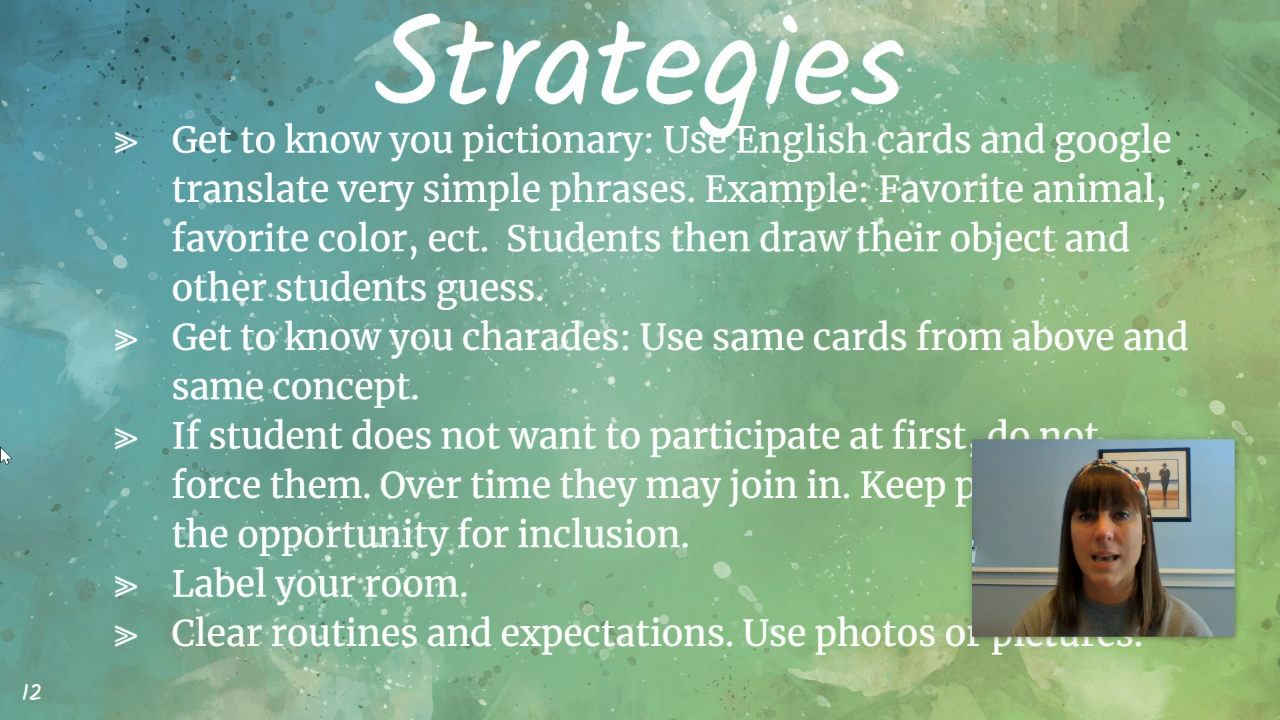 Strategies
⪢ Get to know you pictionary: Use English cards and google
translate very simple phrases. Example: Favorite animal,
favorite color, ect.  Students then draw their object and
other students guess.
⪢ Get to know you charades: Use same cards from above and
same concept.
⪢ If student does not want to participate at first, do not
force them. Over time they may join in. Keep
the opportunity for inclusion.
⪢ Label your room.
⪢ Clear routines and expectations. Use photos or pictures.
12